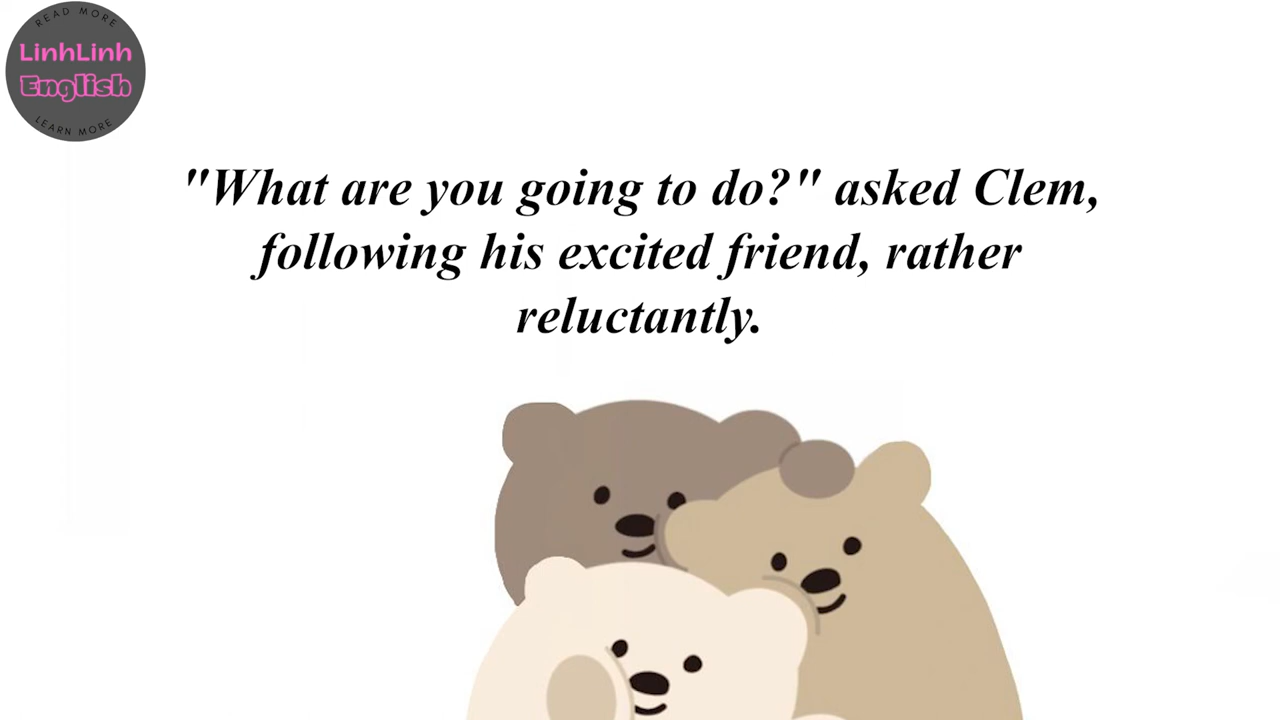 READ MORE
LinhLinh
English
LEARN MORE
"What are you going to do?" asked Clem,
following his excited friend, rather
reluctantly.